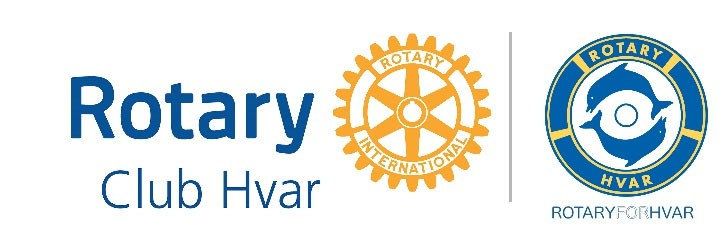 Rotary
Club Hvar
ROTARY
INTERNATIONAL
ROTARY
HVAR
ROTARYFORHVAR